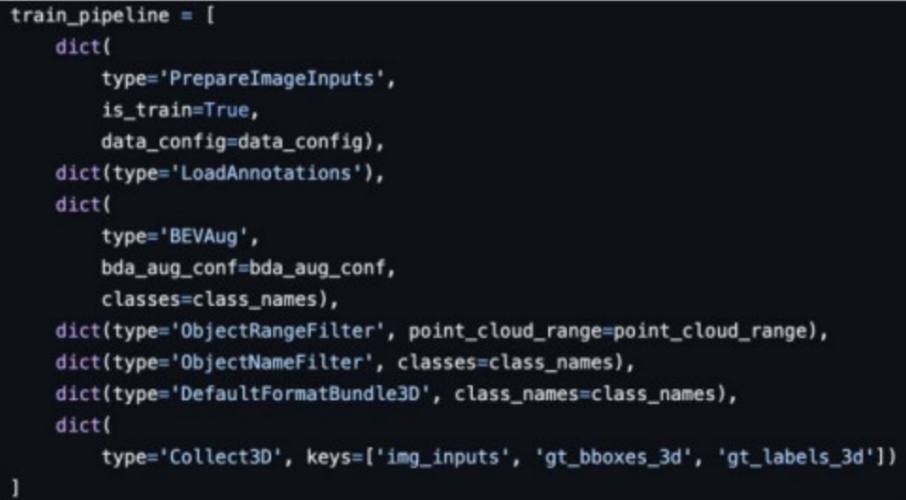 train_pipeline = [
    dict(
        type='PrepareImageInputs',
        is_train=True,
        data_config=data_config),
    dict(type='LoadAnnotations'),
    dict(
        type='BEVAug',
        bda_aug_conf=bda_aug_conf,
        classes=class_names),
    dict(type='ObjectRangeFilter', point_cloud_range=point_cloud_range),
    dict(type='ObjectNameFilter', classes=class_names),
    dict(type='DefaultFormatBundle3D', class_names=class_names),
    dict(
        type='Collect3D', keys=['img_inputs', 'gt_bboxes_3d', 'gt_labels_3d'])
]